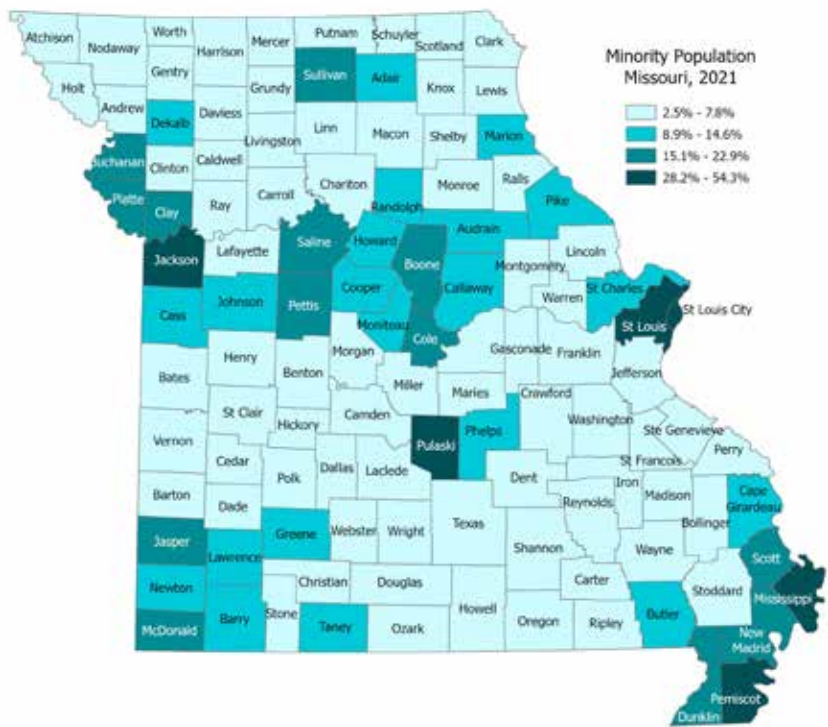 Minority Population
Missouri, 2021
2.5% - 7.8%
8.9% - 14.6%
15.1% - 22.9%
28.2% - 54.3%
Atchison
Nodaway
Worth
Harrison
Mercer
Putnam
Schuyler
Scotland
Clark
Holt
Gentry
Sullivan
Adair
Knox
Lewis
Andrew
Dekalb
Daviess
Grundy
Linn
Macon
Shelby
Marion
Buchanan
Clinton
Caldwell
Livingston
Chariton
Monroe
Ralls
Platte
Clay
Ray
Carroll
Randolph
Pike
Saline
Howard
Audrain
Jackson
Lafayette
Boone
Lincoln
Montgomery
Cooper
Callaway
Warren
St Charles
St Louis City
Cass
Johnson
Pettis
Moniteau
Cole
St Louis
Henry
Morgan
Gasconade
Franklin
Bates
Benton
Miller
Maries
Crawford
Jefferson
St Clair
Hickory
Camden
Pulaski
Phelps
Washington
Ste Genevieve
Vernon
Cedar
Polk
Dallas
Laclede
Dent
St Francois
Perry
Barton
Dade
Iron
Madison
Cape
Girardeau
Reynolds
Bollinger
Jasper
Lawrence
Greene
Webster
Wright
Texas
Shannon
Wayne
Scott
Newton
Christian
Douglas
Carter
Stoddard
Mississippi
McDonald
Barry
Stone
Taney
Ozark
Howell
Oregon
Ripley
Butler
New
Madrid
Pemiscot
Dunklin